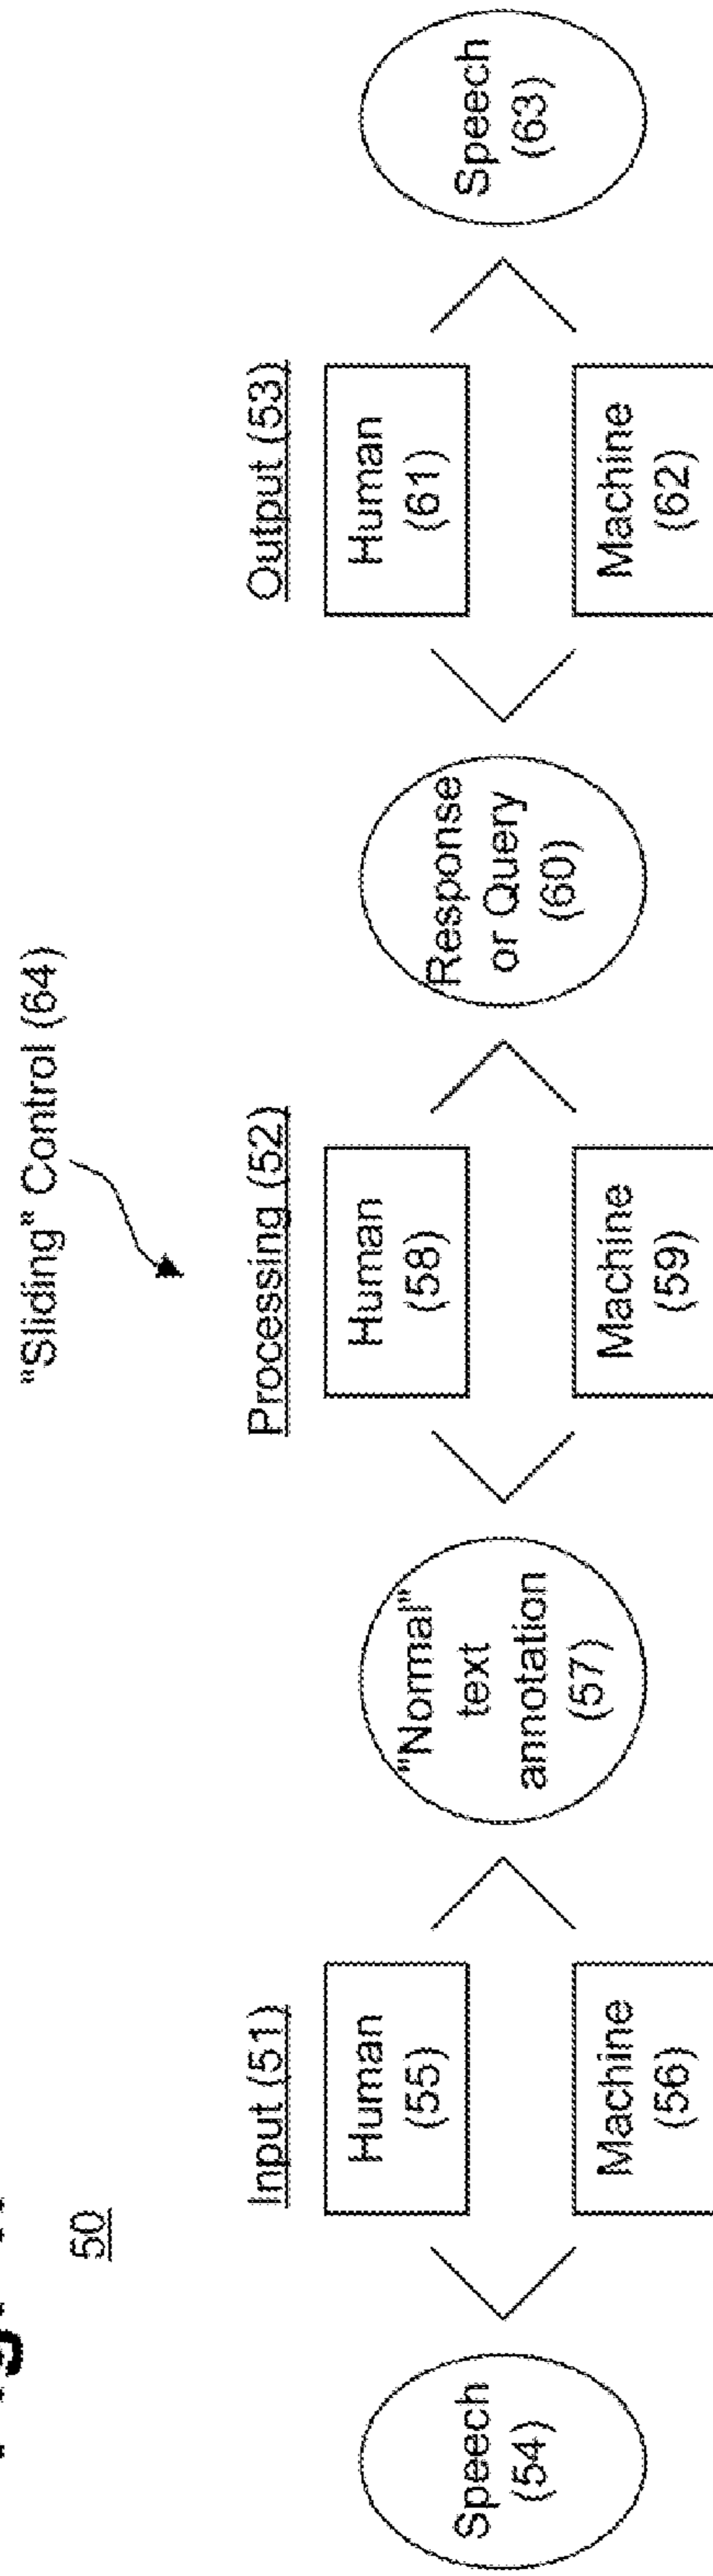 50
"Sliding" Control (64)
Input (51)
Processing (52)
Output (53)
Speech
(54)
Human
(55)
Machine
(56)
"Normal"
text
annotation
(57)
Human
(58)
Machine
(59)
Response
or Query
(60)
Human
(61)
Machine
(62)
Speech
(63)